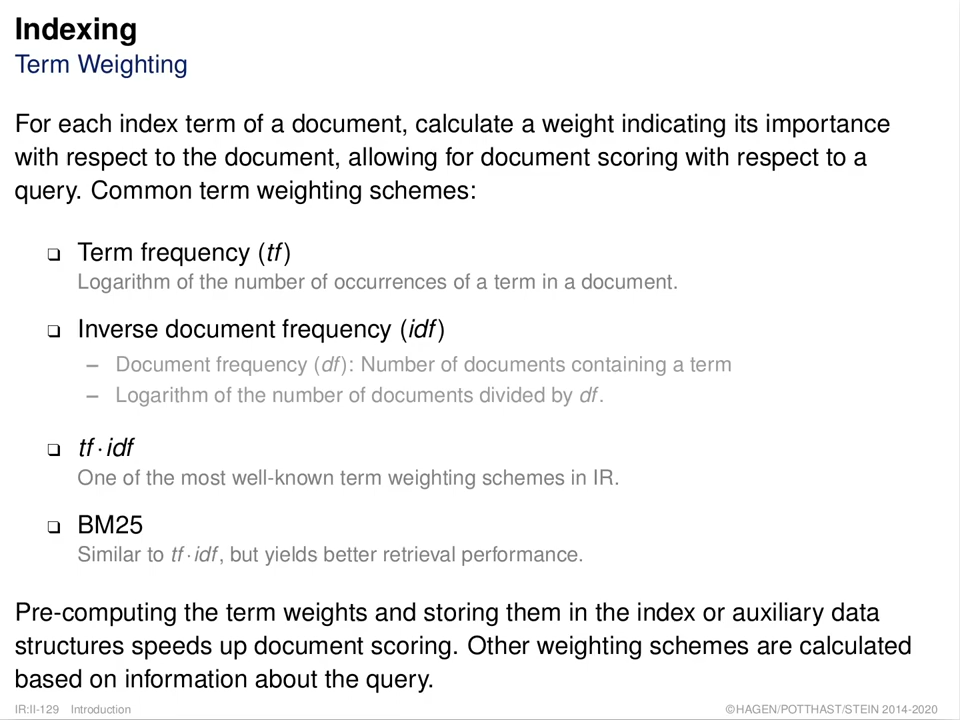 Indexing
Term Weighting
For each index term of a document, calculate a weight indicating its importance
with respect to the document, allowing for document scoring with respect to a
query. Common term weighting schemes:
❑ Term frequency (tf)
Logarithm of the number of occurrences of a term in a document.
❑ Inverse document frequency (idf)
– Document frequency (df): Number of documents containing a term
– Logarithm of the number of documents divided by df.
❑ tf · idf
One of the most well-known term weighting schemes in IR.
❑ BM25
Similar to tf · idf, but yields better retrieval performance.
Pre-computing the term weights and storing them in the index or auxiliary data
structures speeds up document scoring. Other weighting schemes are calculated
based on information about the query.
IR:II-129 Introduction ©HAGEN/POTTHAST/STEIN 2014-2020